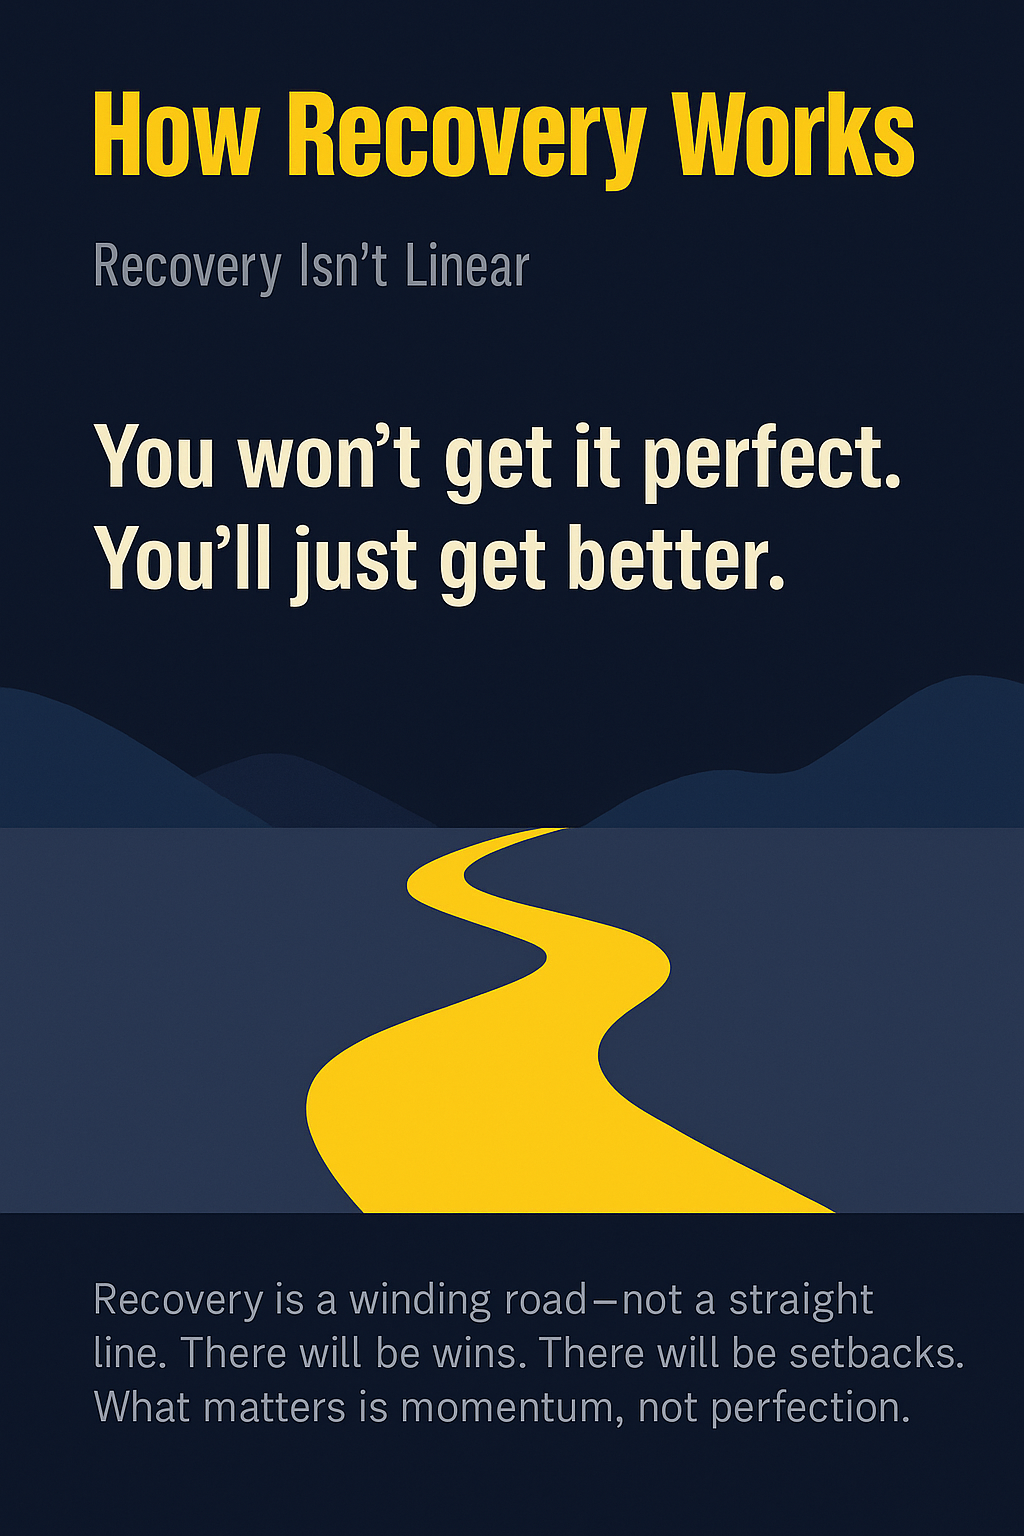 How Recovery Works
Recovery Isn’t Linear
You won’t get it perfect.
You’ll just get better.
Recovery is a winding road—not a straight
line. There will be wins. There will be setbacks.
What matters is momentum, not perfection.